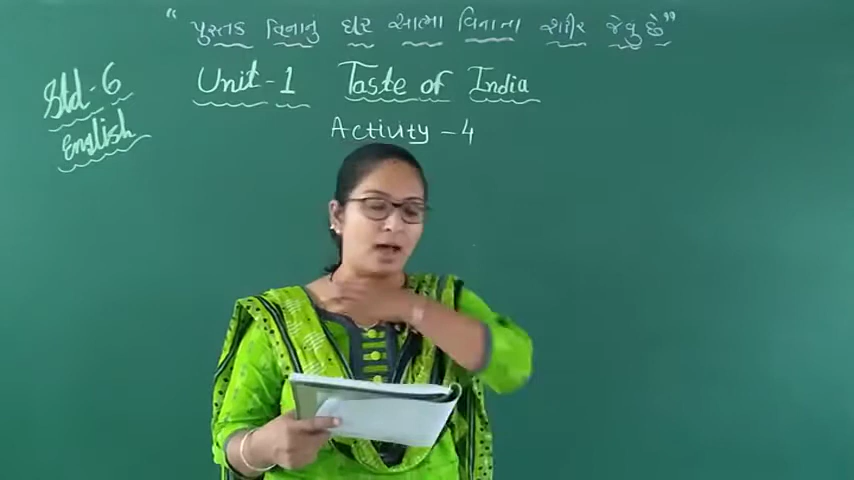 “ પુસ્તક વિનાનું ઘર આત્મા વિનાના શરીર જેવું છે”
Std-6
English
Unit-1 Taste of India
Activity-4